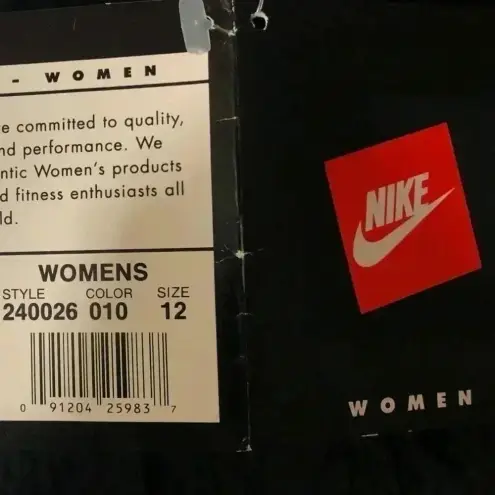 - WOMEN
e committed to quality,
nd performance. We
ntic Women's products
d fitness enthusiasts all
ld.
WOMENS
STYLE COLOR SIZE
240026 010 12
0 91204 25983 7
NIKE
WOMEN